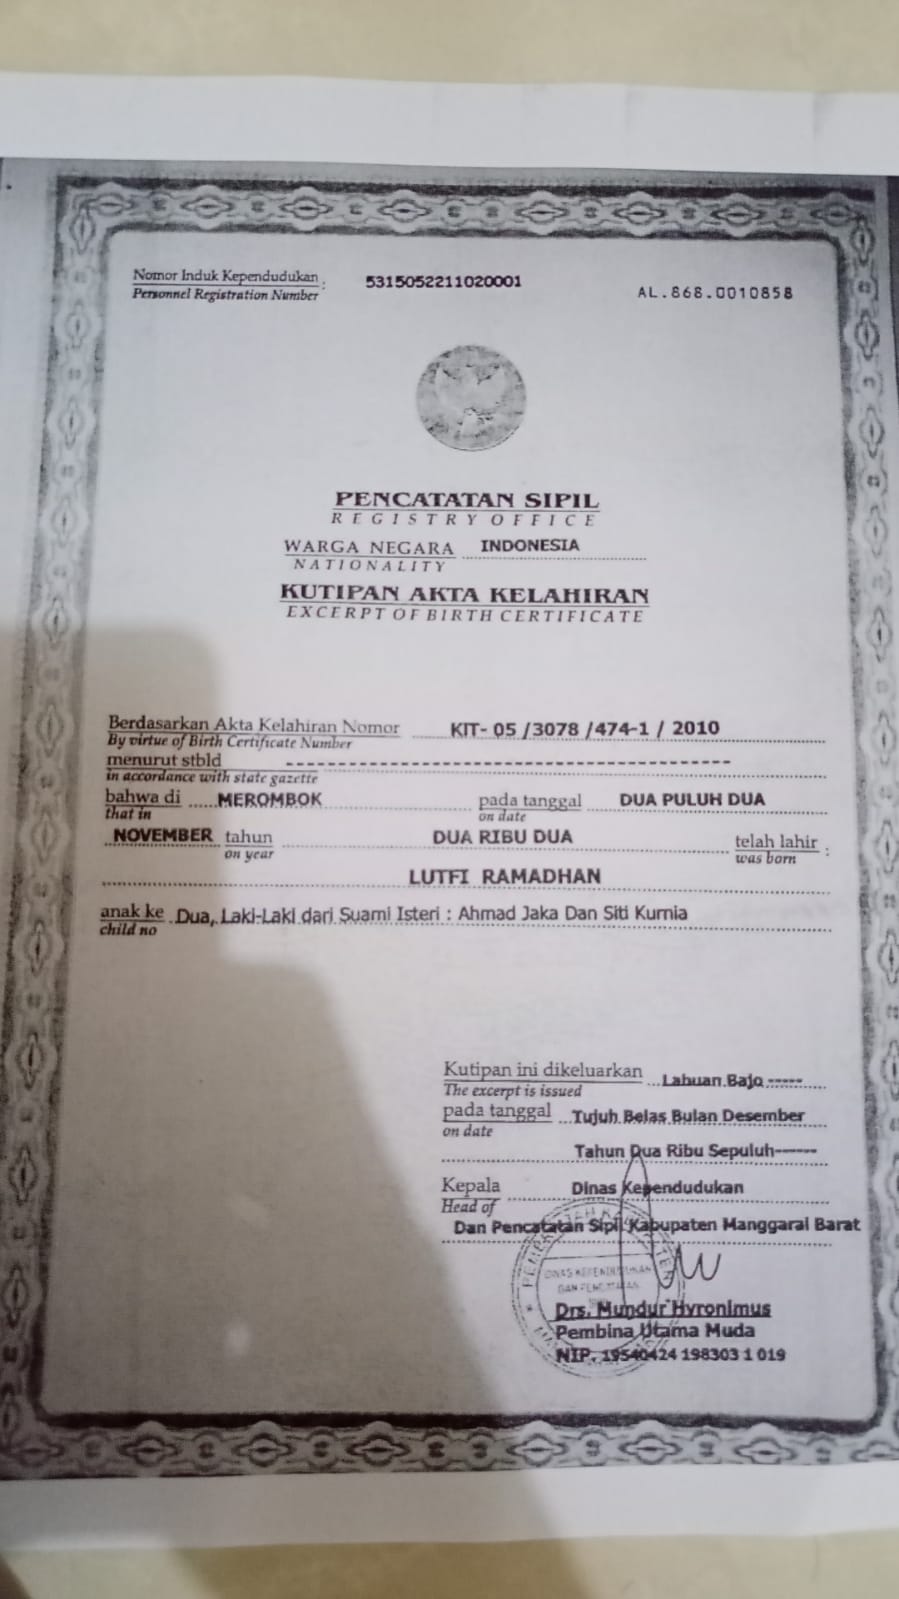 Nomor Induk Kependudukan : 5315052211020001
Personnel Registration Number
AL.868.0010858
PENCATATAN SIPIL
REGISTRY OFFICE
WARGA NEGARA INDONESIA
NATIONALITY
KUTIPAN AKTA KELAHIRAN
EXCERPT OF BIRTH CERTIFICATE
Berdasarkan Akta Kelahiran Nomor KIT- 05 /3078 /474-1 / 2010
By virtue of Birth Certificate Number
menurut stbld
in accordance with state gazette
bahwa di MEROMBOK pada tanggal DUA PULUH DUA
that in on date
NOVEMBER tahun DUA RIBU DUA telah lahir :
on year was born
LUTFI RAMADHAN
anak ke Dua, Laki-Laki dari Suami Isteri : Ahmad Jaka Dan Siti Kurnia
child no
Kutipan ini dikeluarkan Labuan Bajo -----
The excerpt is issued
pada tanggal Tujuh Belas Bulan Desember
on date
Tahun Dua Ribu Sepuluh------
Kepala Dinas Kependudukan
Head of
Dan Pencatatan Sipil Kabupaten Manggarai Barat
DINAS KEPENDUDUKAN
DAN PENCATATAN
Drs. Mundur Hyronimus
Pembina Utama Muda
NIP. 19540424 198303 1 019